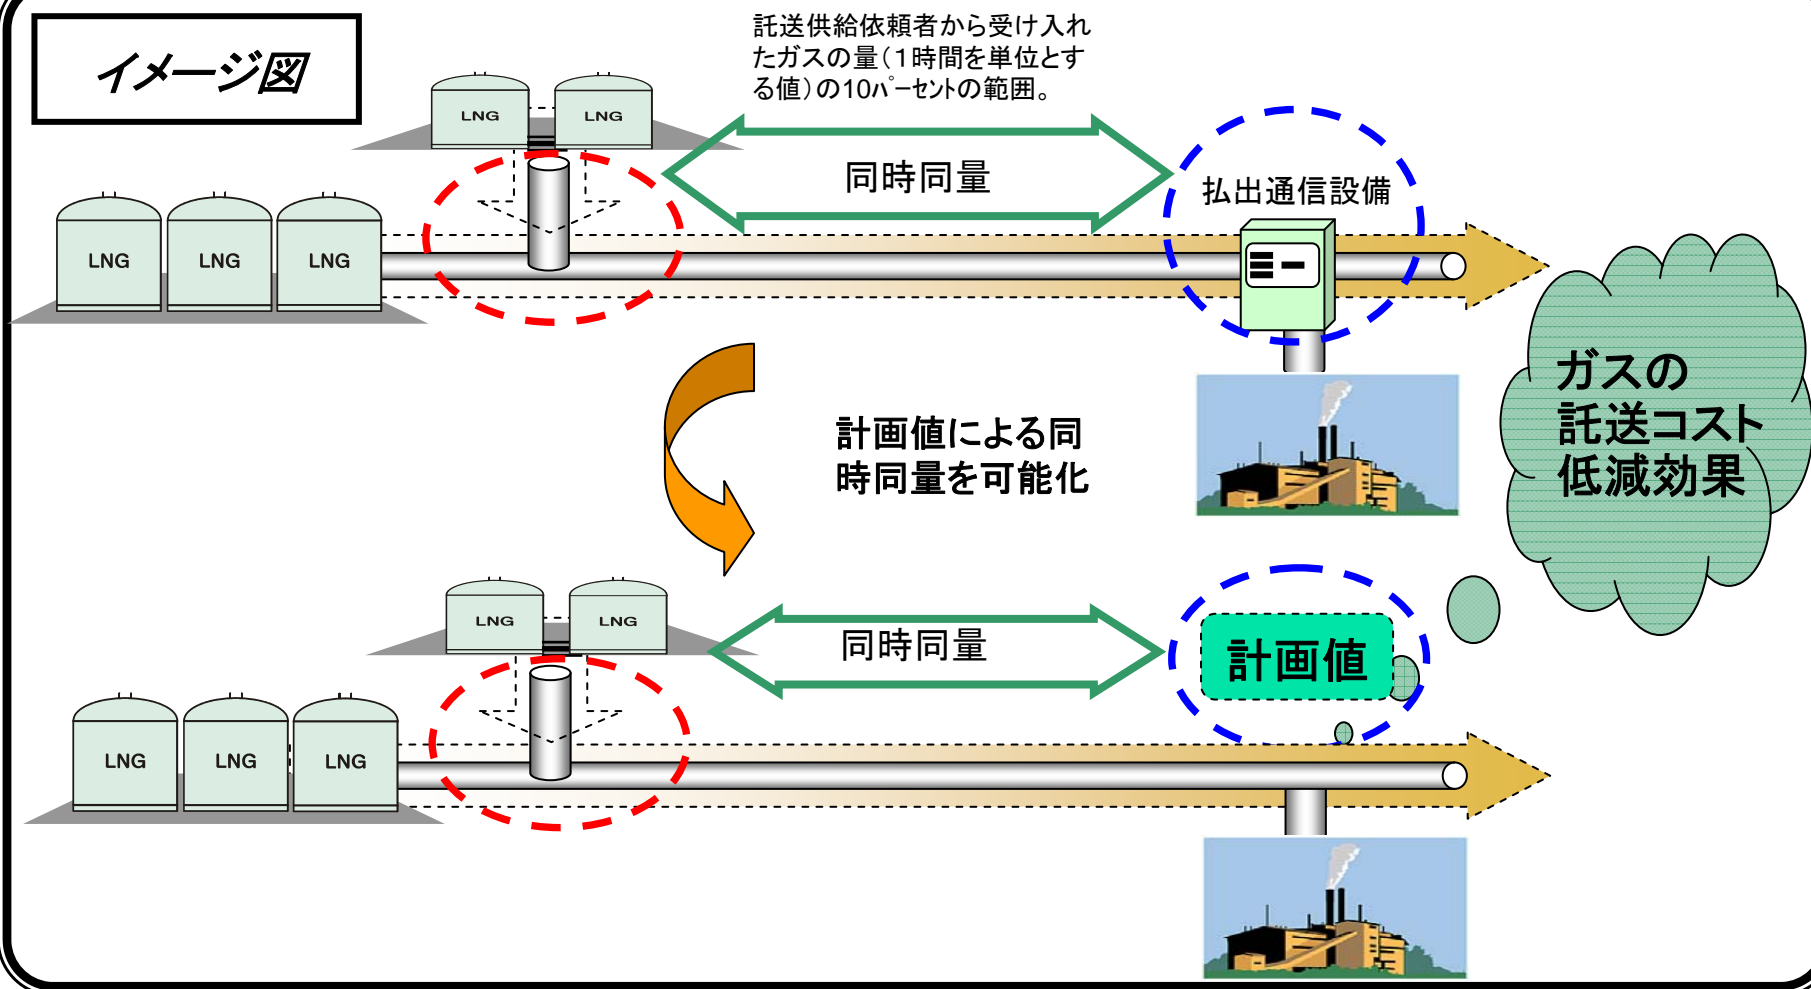 イメージ図
託送供給依頼者から受け入れ
たガスの量（１時間を単位とす
る値）の10ﾊﾟｰｾﾝﾄの範囲。
LNG
LNG
同時同量
払出通信設備
LNG
LNG
LNG
ガスの
託送コスト
低減効果
計画値による同
時同量を可能化
LNG
LNG
同時同量
計画値
LNG
LNG
LNG